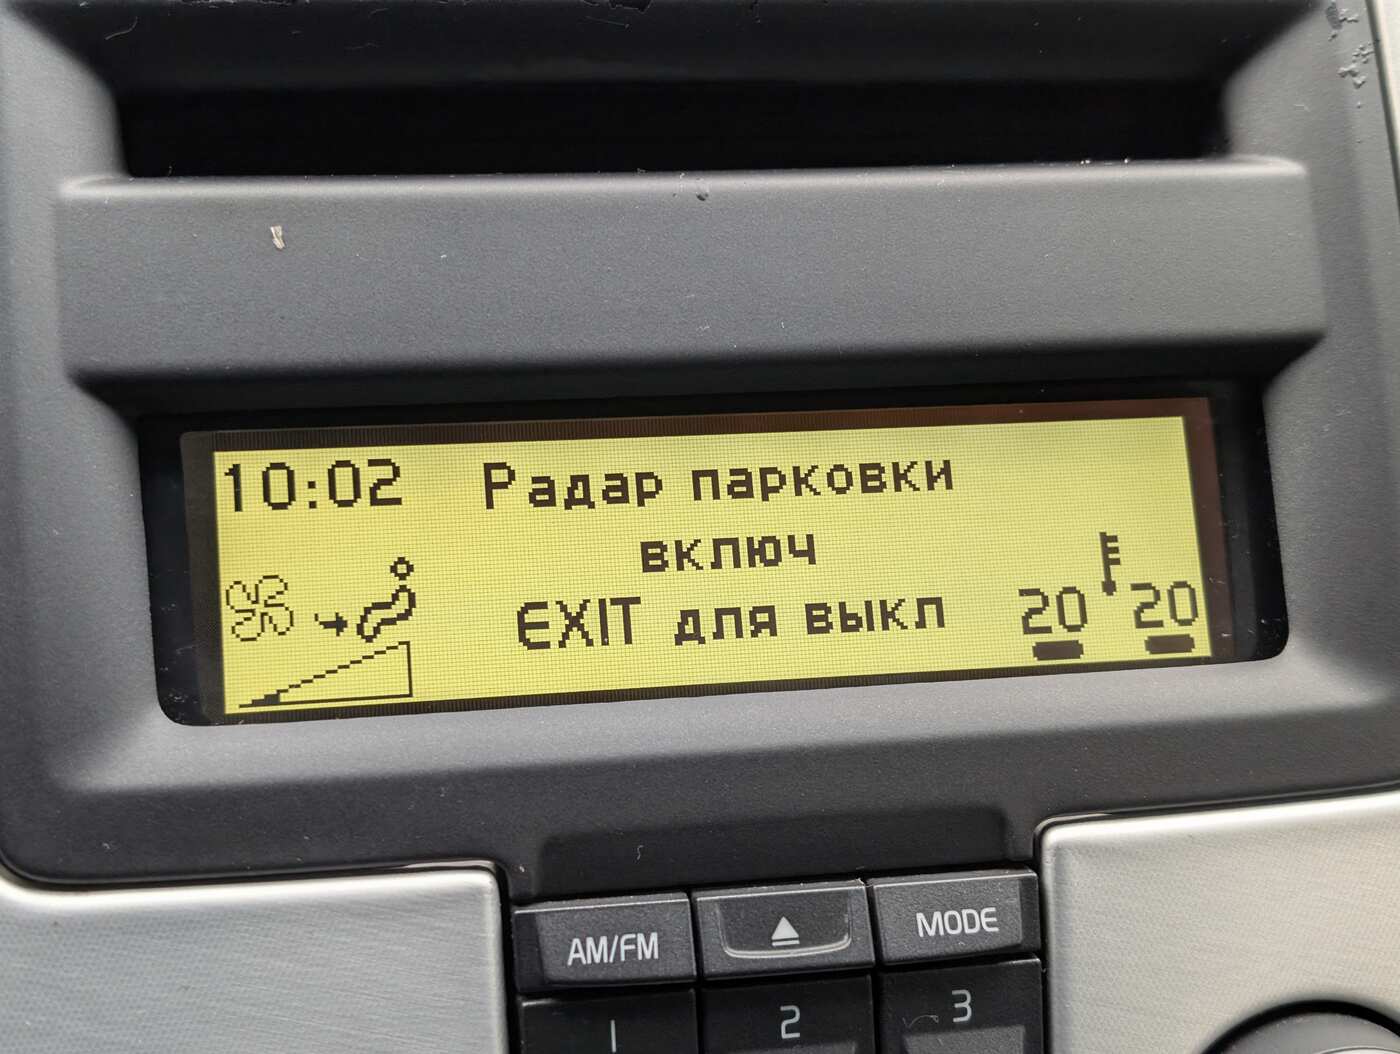 10:02 Радар парковки
включ
EXIT для выкл
20 20
AM/FM MODE
1 2 3